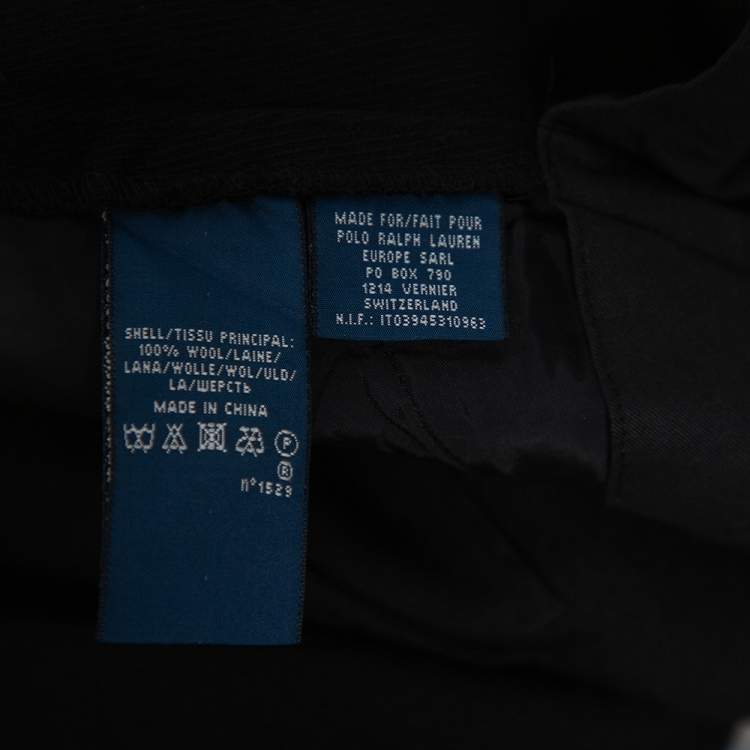 SHELL/TISSU PRINCIPAL:
100% WOOL/LAINE/
LANA/WOLLE/WOL/ULD/
LA/ШЕРСТЬ
MADE IN CHINA
P
®
n°1529
MADE FOR/FAIT POUR
POLO RALPH LAUREN
EUROPE SARL
PO BOX 790
1214 VERNIER
SWITZERLAND
N.I.F.: IT03945310963